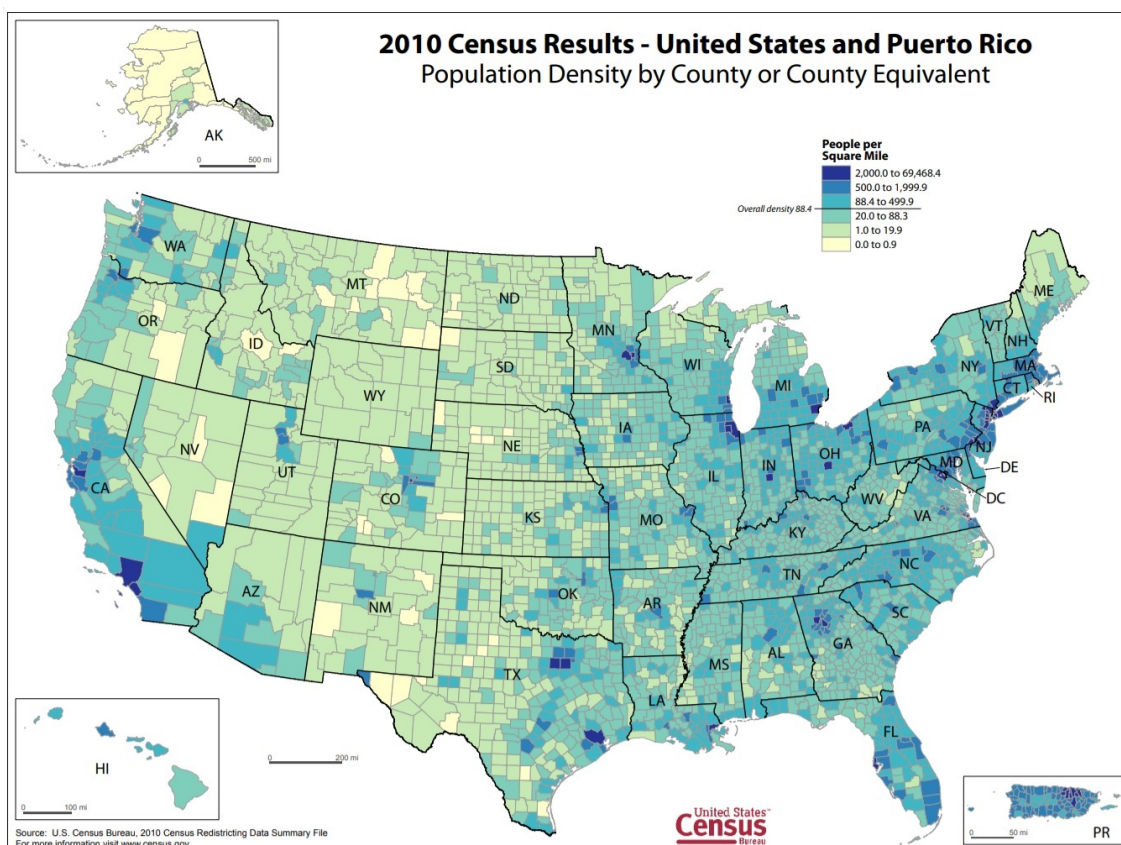 2010 Census Results - United States and Puerto Rico
Population Density by County or County Equivalent
AK
0 500 mi
People per
Square Mile
2,000.0 to 69,468.4
500.0 to 1,999.9
88.4 to 499.9
Overall density 88.4
20.0 to 88.3
1.0 to 19.9
0.0 to 0.9
WA
MT
ND
MN
ME
OR
ID
SD
WI
MI
VT
NH
NY
MA
CT
RI
WY
NE
IA
PA
NJ
NV
UT
CO
IL
IN
OH
MD
DE
DC
CA
KS
MO
WV
VA
KY
AZ
NM
OK
AR
TN
NC
SC
TX
LA
MS
AL
GA
FL
HI
0 100 mi
0 200 mi
0 50 mi
PR
United States
Census
Bureau
Source: U.S. Census Bureau, 2010 Census Redistricting Data Summary File
For more information visit www.census.gov